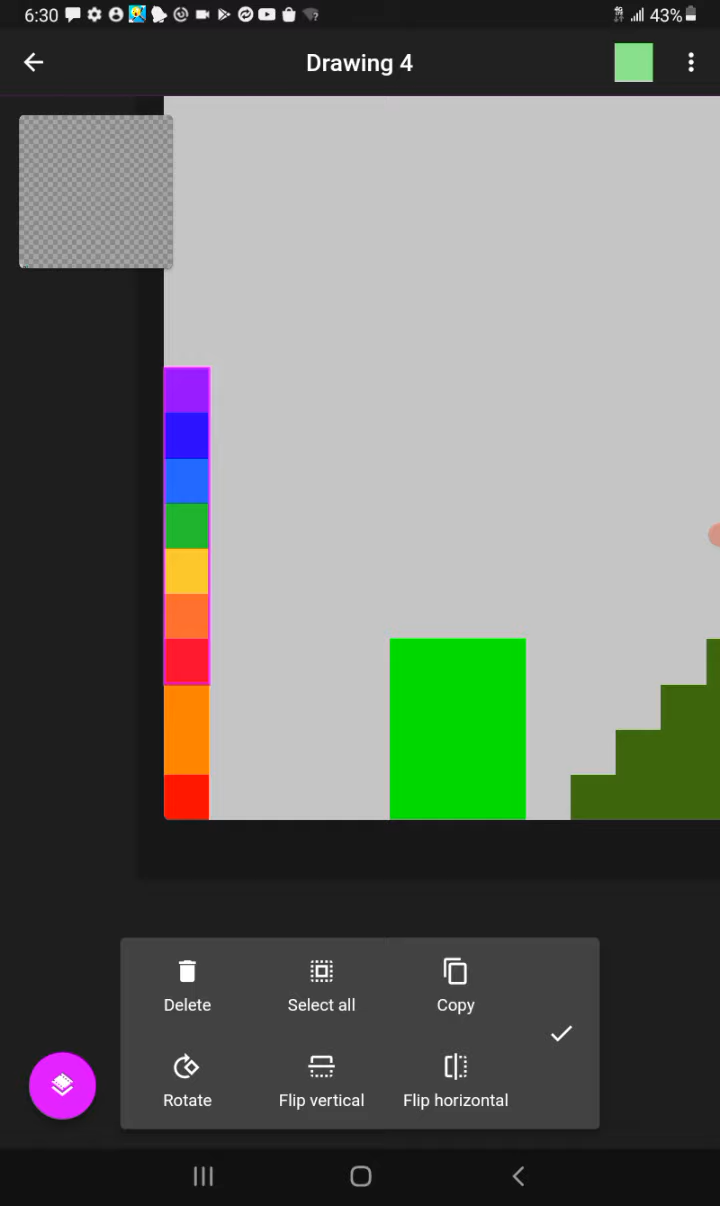 6:30 43%
Drawing 4
Delete Select all Copy
Rotate Flip vertical Flip horizontal